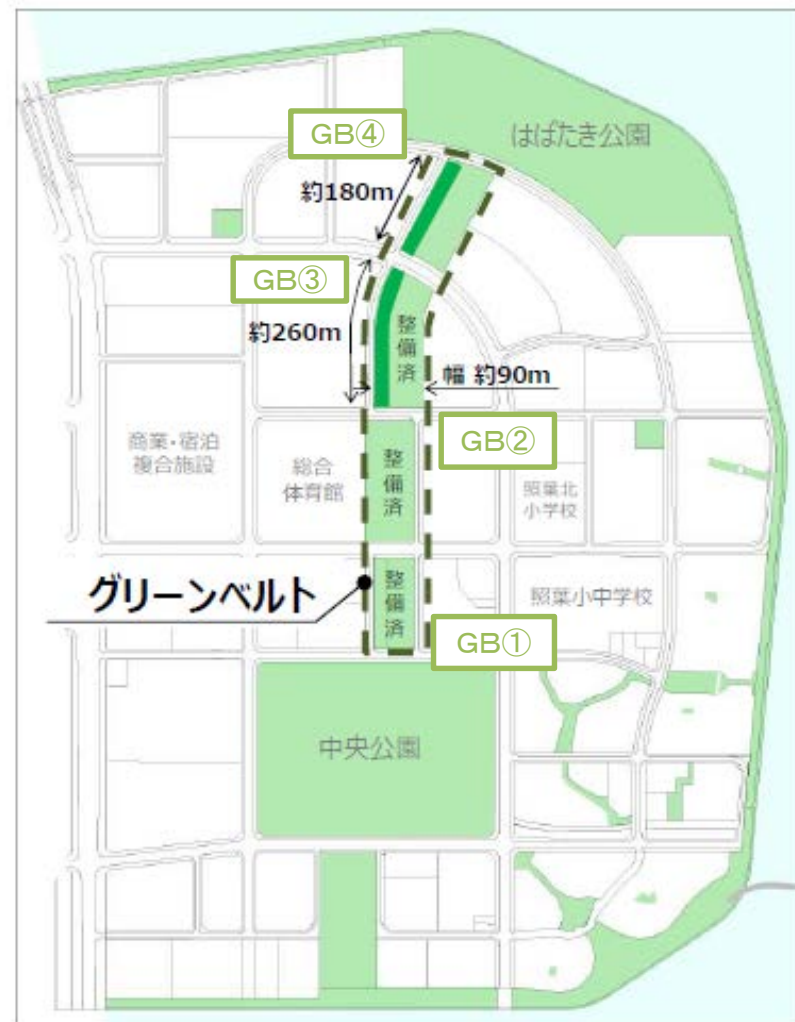 GB④
はばたき公園
約180m
GB③
整
備
済
約260m
幅 約90m
GB②
商業・宿泊
複合施設
総合
体育館
整
備
済
照葉北
小学校
グリーンベルト
整
備
済
照葉小中学校
GB①
中央公園